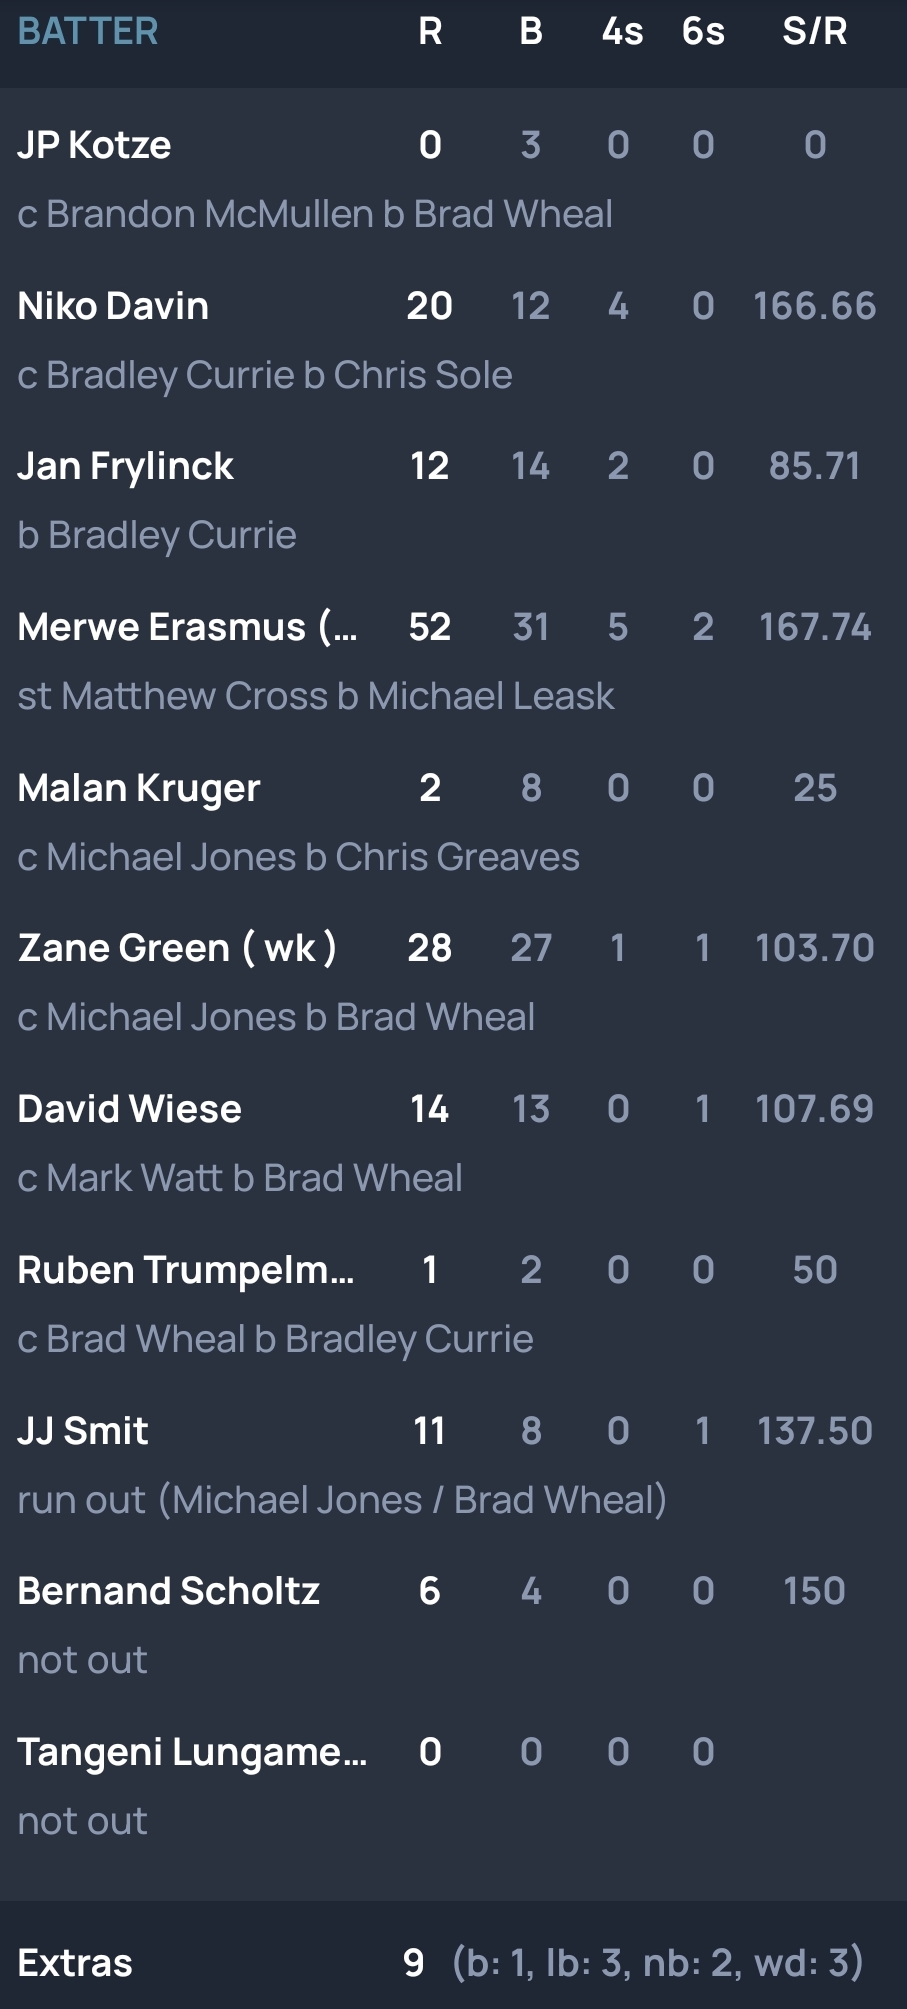 BATTER R B 4s 6s S/R
JP Kotze 0 3 0 0 0
c Brandon McMullen b Brad Wheal
Niko Davin 20 12 4 0 166.66
c Bradley Currie b Chris Sole
Jan Frylinck 12 14 2 0 85.71
b Bradley Currie
Merwe Erasmus (... 52 31 5 2 167.74
st Matthew Cross b Michael Leask
Malan Kruger 2 8 0 0 25
c Michael Jones b Chris Greaves
Zane Green ( wk ) 28 27 1 1 103.70
c Michael Jones b Brad Wheal
David Wiese 14 13 0 1 107.69
c Mark Watt b Brad Wheal
Ruben Trumpelm... 1 2 0 0 50
c Brad Wheal b Bradley Currie
JJ Smit 11 8 0 1 137.50
run out (Michael Jones / Brad Wheal)
Bernand Scholtz 6 4 0 0 150
not out
Tangeni Lungame... 0 0 0 0
not out
Extras 9 (b: 1, lb: 3, nb: 2, wd: 3)